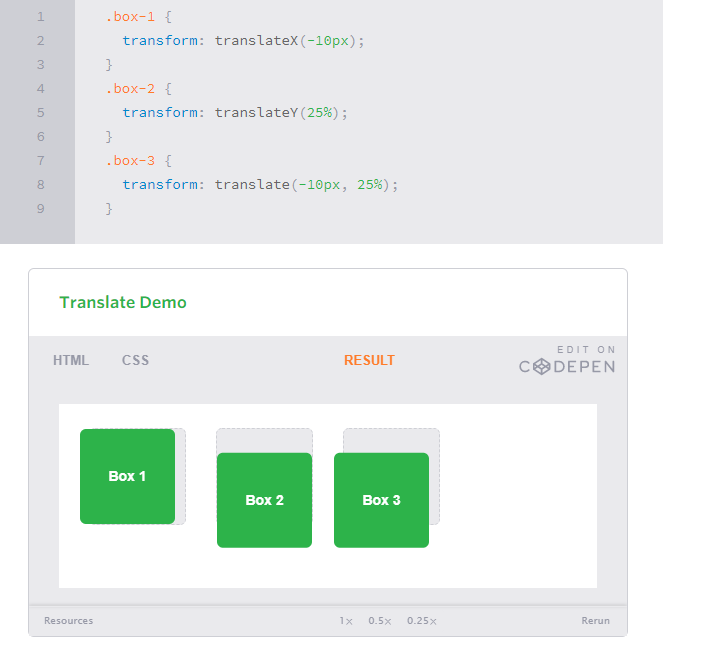 1 .box-1 {
2 transform: translateX(-10px);
3 }
4 .box-2 {
5 transform: translateY(25%);
6 }
7 .box-3 {
8 transform: translate(-10px, 25%);
9 }
Translate Demo
HTML CSS RESULT EDIT ON
CODEPEN
Box 1
Box 2 Box 3
Resources 1× 0.5× 0.25× Rerun